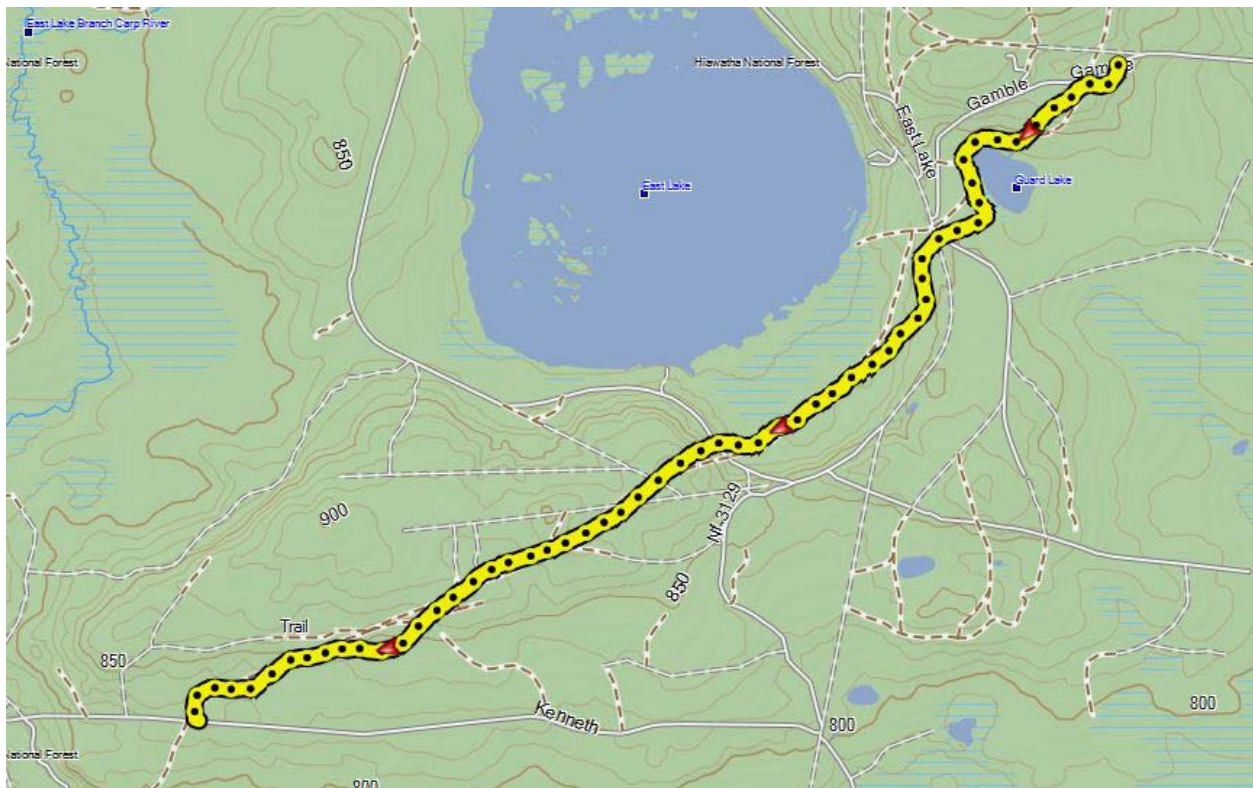 East Lake Branch Carp River
National Forest
Hiawatha National Forest
Gamble
Gamble
East Lake
850
East Lake
Guard Lake
900
Nf-3129
850
Trail
850
Kenneth
800
800
National Forest
800